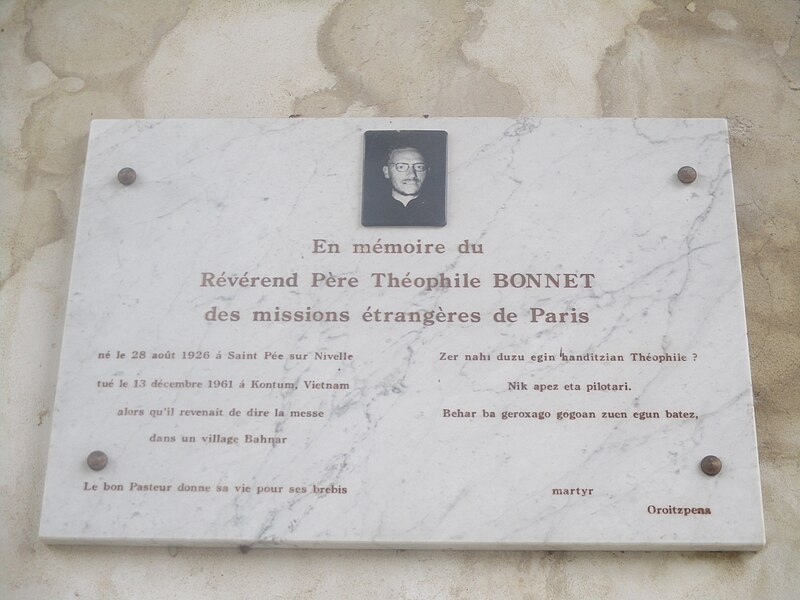 En mémoire du
Révérend Père Théophile BONNET
des missions étrangères de Paris
né le 28 août 1926 á Saint Pée sur Nivelle
tué le 13 décembre 1961 á Kontum, Vietnam
alors qu'il revenait de dire la messe
dans un village Bahnar
Le bon Pasteur donne sa vie pour ses brebis
Zer nahi duzu egin handitzian Théophile ?
Nik apez eta pilotari.
Behar ba geroxago gogoan zuen egun batez,
martyr
Oroitzpena